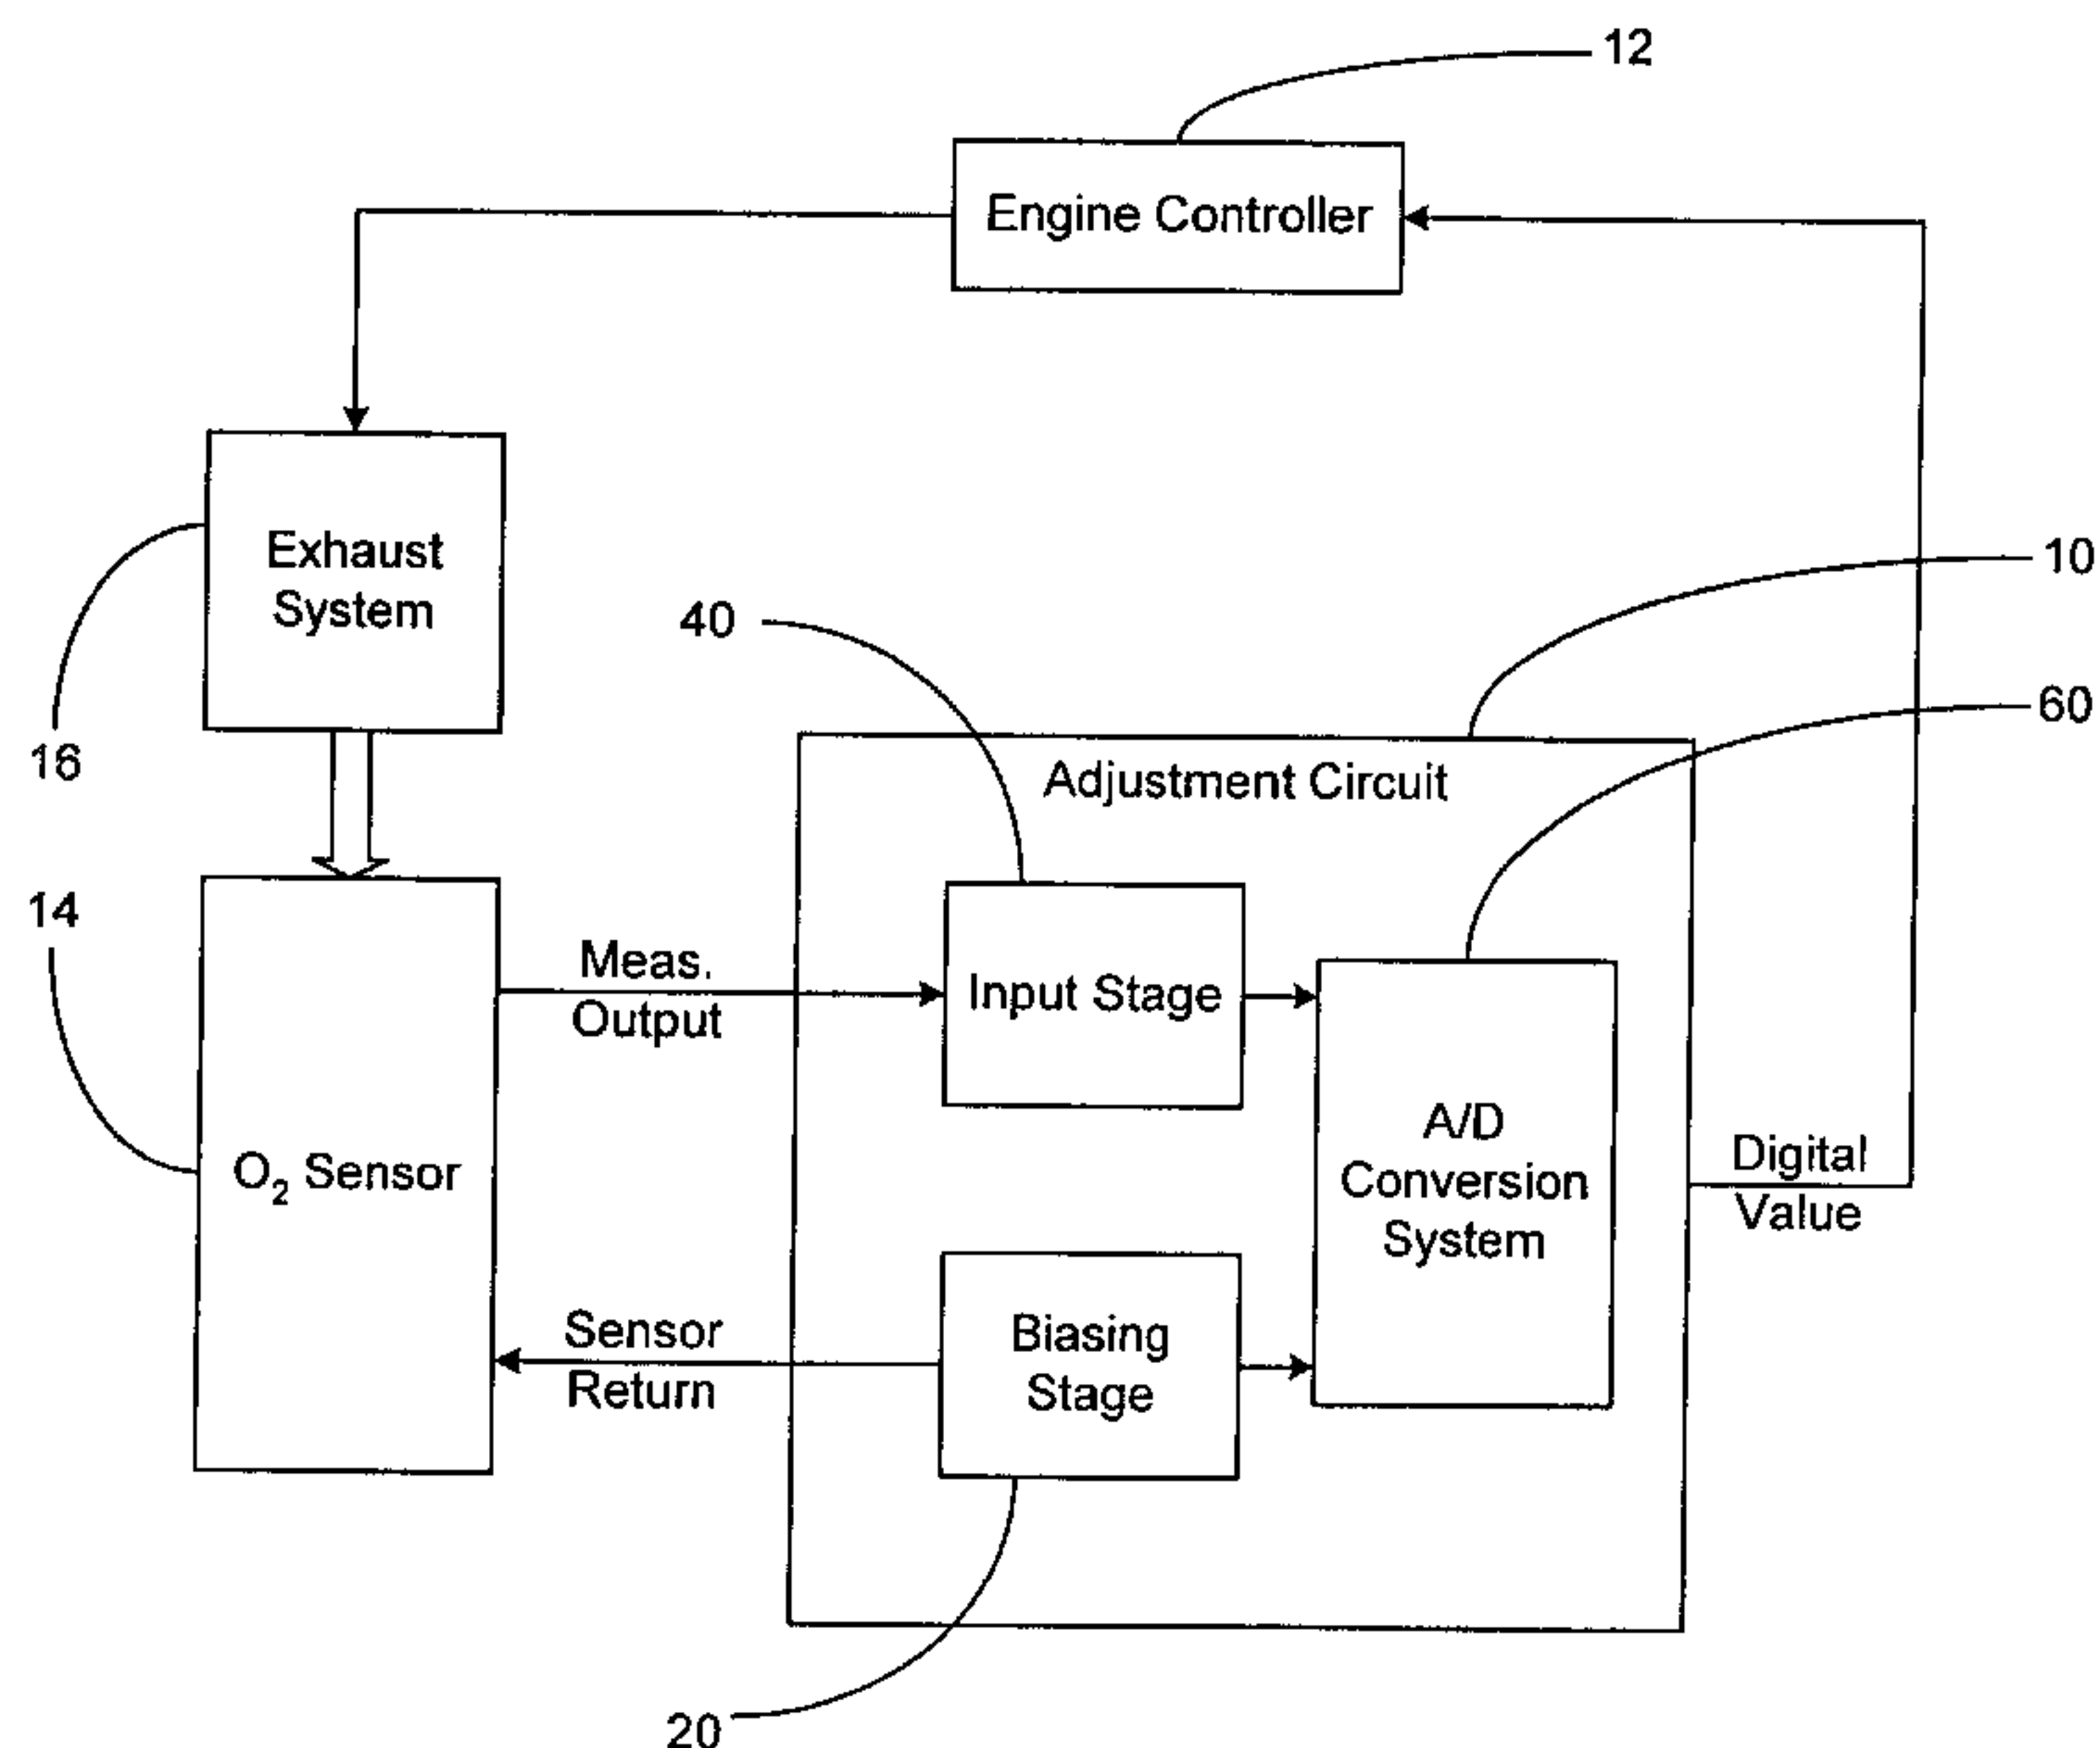 12
Engine Controller
Exhaust
System
16
10
40
60
Adjustment Circuit
14
Meas.
Output
Input Stage
O₂ Sensor
A/D
Conversion
System
Digital
Value
Sensor
Return
Biasing
Stage
20